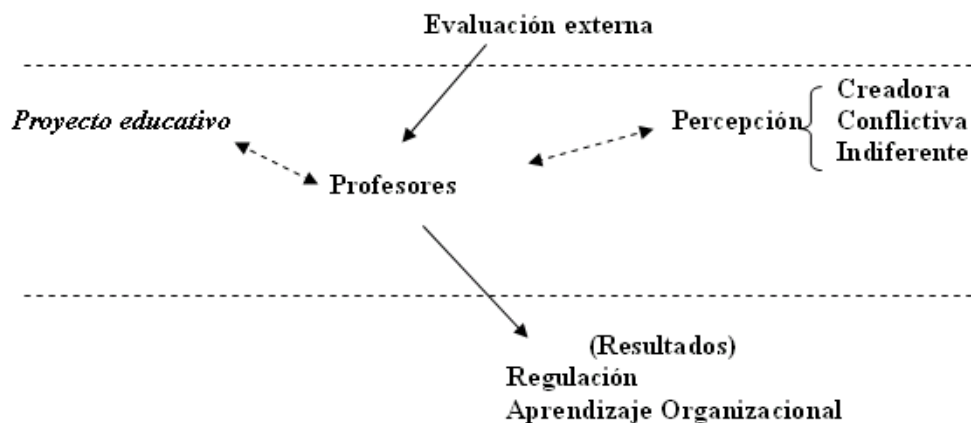 Evaluación externa
Creadora
Proyecto educativo
Percepción
Conflictiva
Indiferente
Profesores
(Resultados)
Regulación
Aprendizaje Organizacional